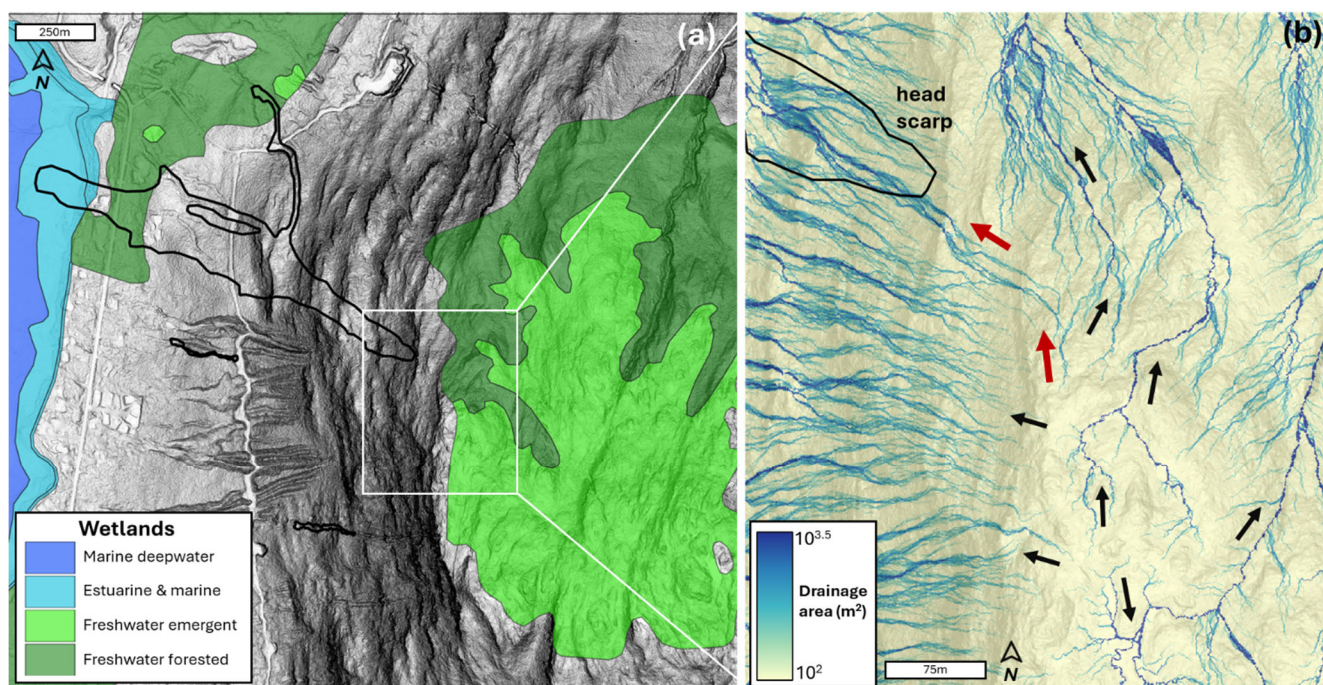 250m
N
(a)
Wetlands
Marine deepwater
Estuarine & marine
Freshwater emergent
Freshwater forested
(b)
head
scarp
10^3.5
Drainage
area (m²)
10²
75m
N